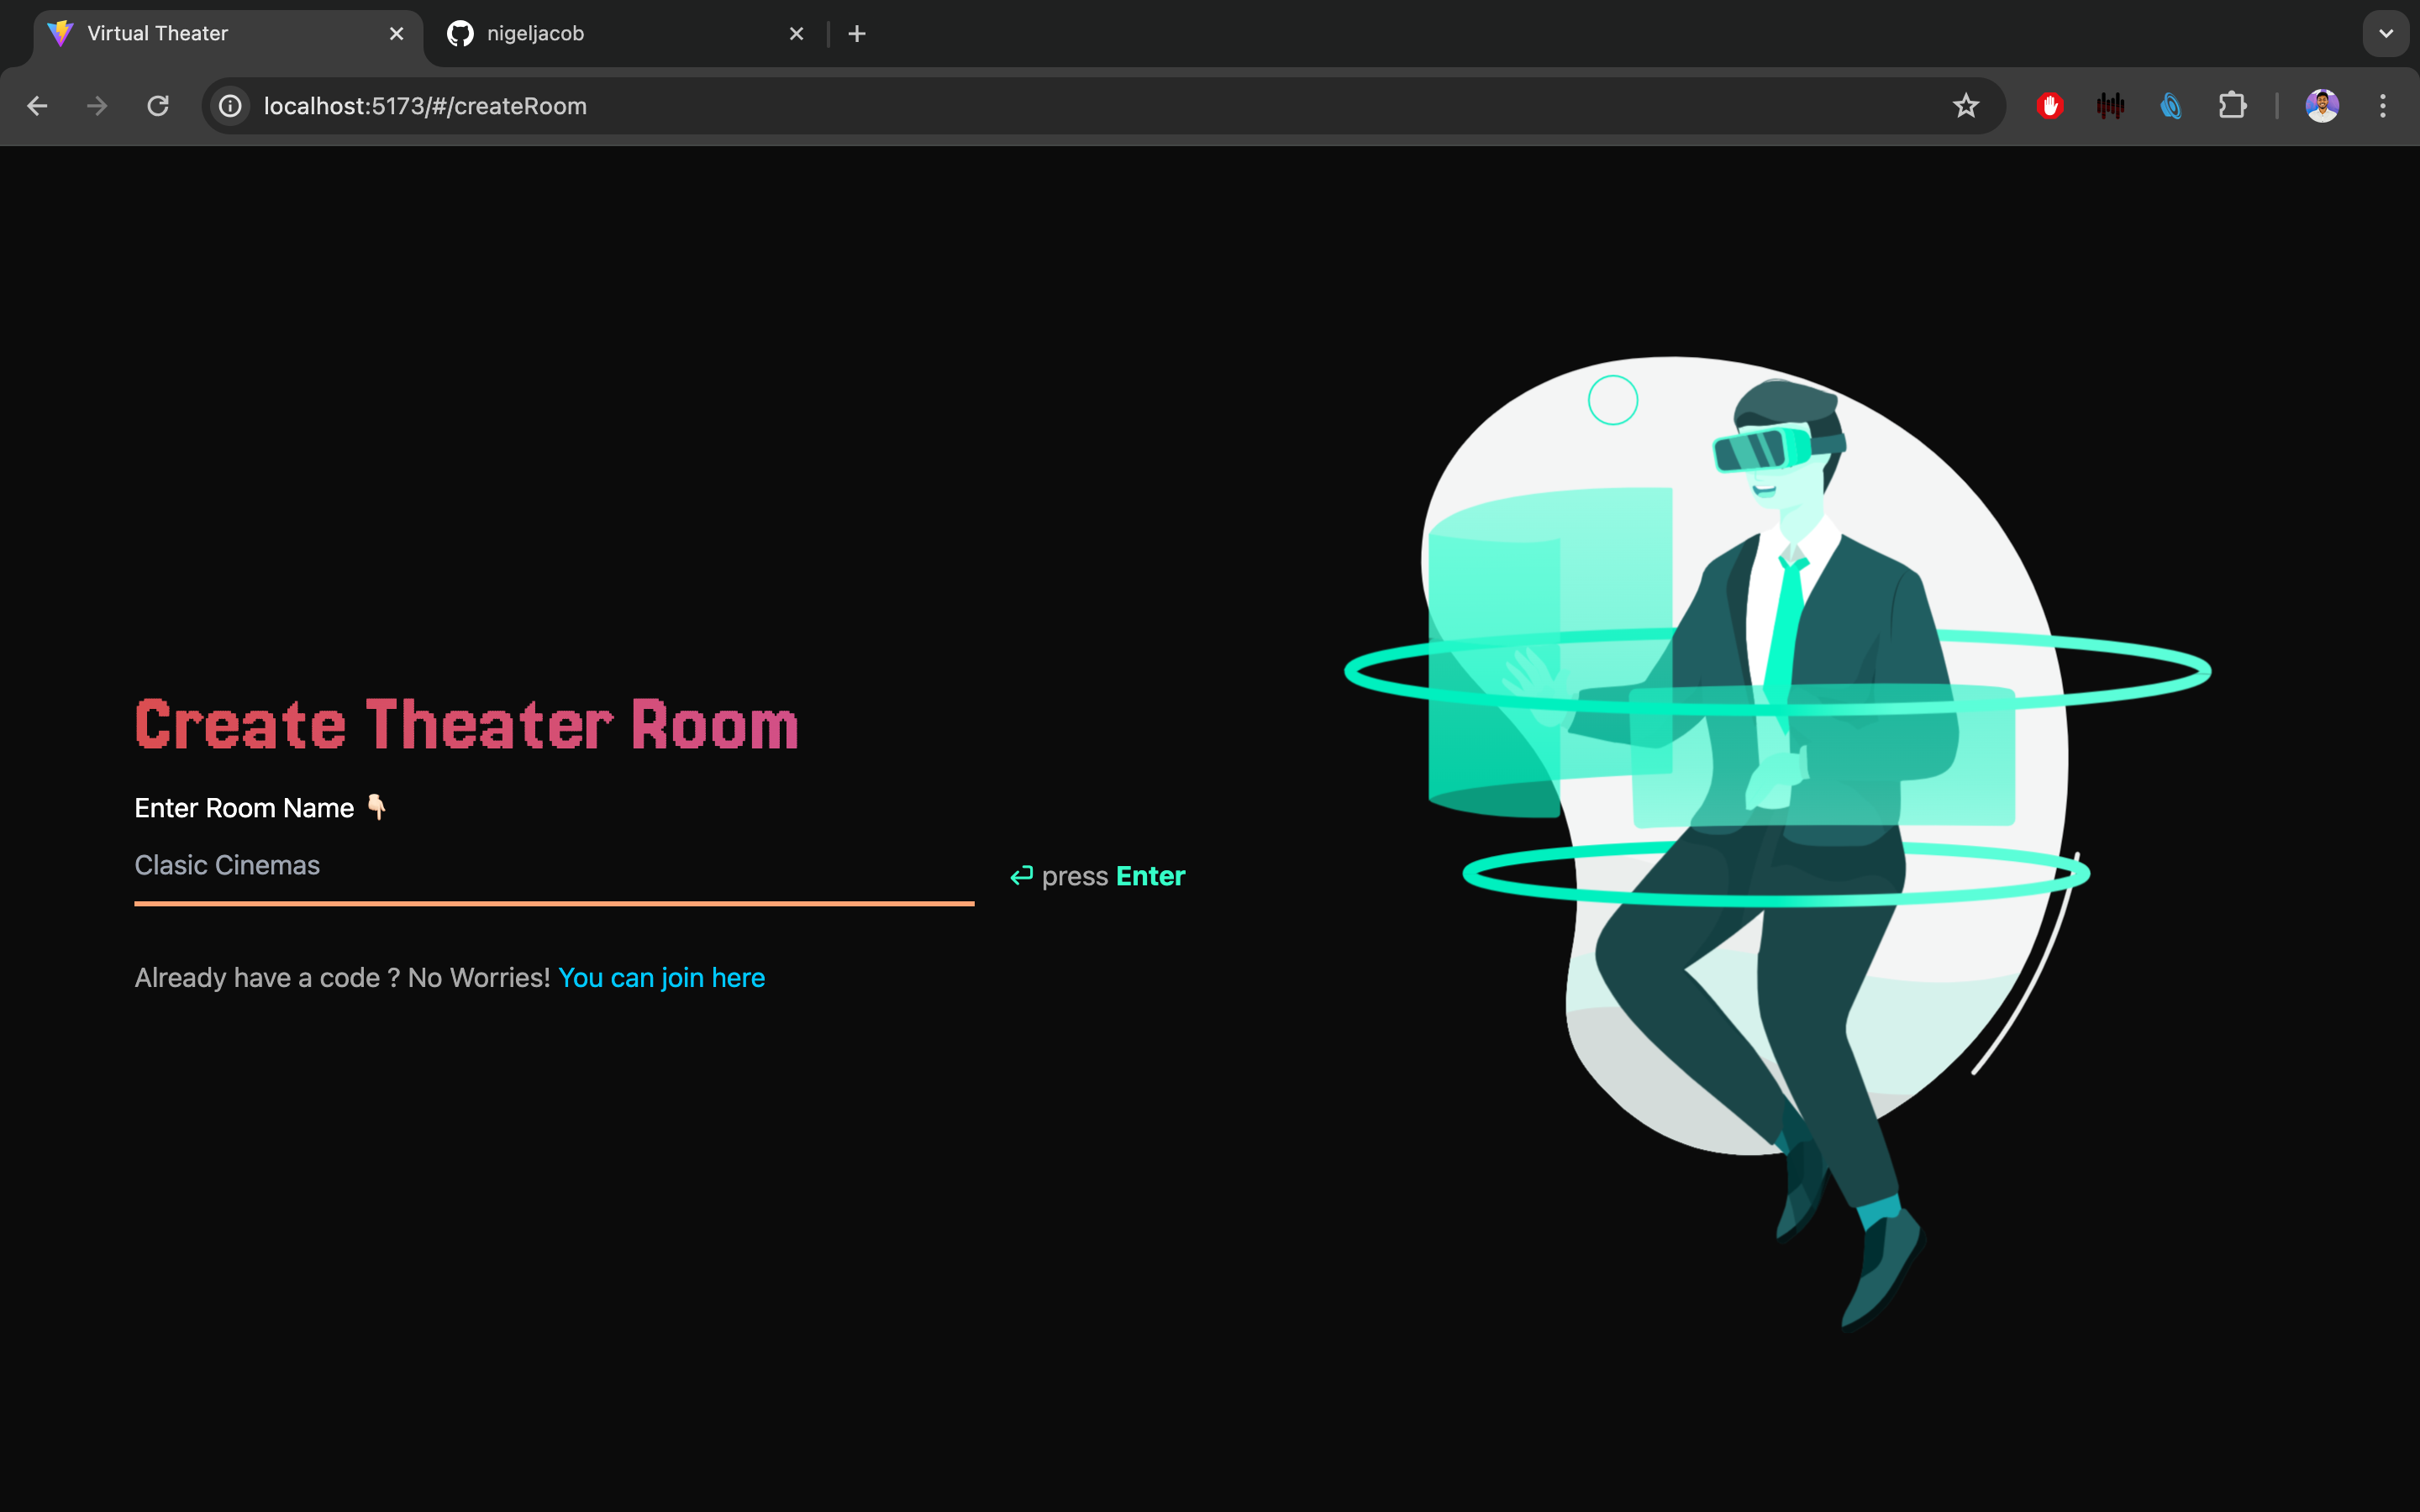 Virtual Theater
nigeljacob
localhost:5173/#/createRoom
Create Theater Room
Enter Room Name 👇🏻
Clasic Cinemas
press Enter
Already have a code ? No Worries! You can join here